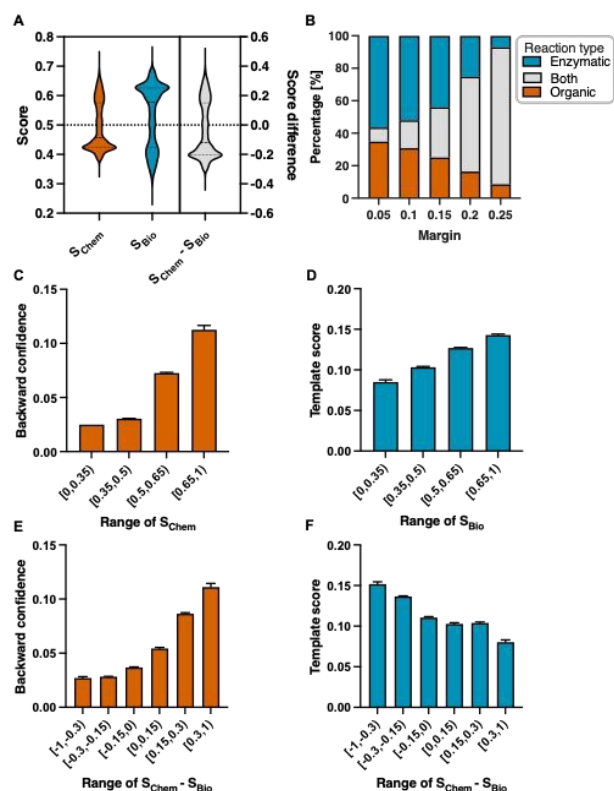 A
Score
0.8
0.7
0.6
0.5
0.4
0.3
0.2
0.6
0.4
0.2
0.0
-0.2
-0.4
-0.6
Score difference
S_Chem
S_Bio
S_Chem - S_Bio
B
Percentage [%]
100
80
60
40
20
0
0.05 0.1 0.15 0.2 0.25
Margin
Reaction type
Enzymatic
Both
Organic
C
Backward confidence
0.15
0.10
0.05
0.00
[0,0.35)
[0.35,0.5)
[0.5,0.65)
[0.65,1)
Range of S_Chem
D
Template score
0.20
0.15
0.10
0.05
0.00
[0,0.35)
[0.35,0.5)
[0.5,0.65)
[0.65,1)
Range of S_Bio
E
Backward confidence
0.15
0.10
0.05
0.00
[-1,-0.3)
[-0.3,-0.15)
[-0.15,0)
[0,0.15)
[0.15,0.3)
[0.3,1)
Range of S_Chem - S_Bio
F
Template score
0.20
0.15
0.10
0.05
0.00
[-1,-0.3)
[-0.3,-0.15)
[-0.15,0)
[0,0.15)
[0.15,0.3)
[0.3,1)
Range of S_Chem - S_Bio